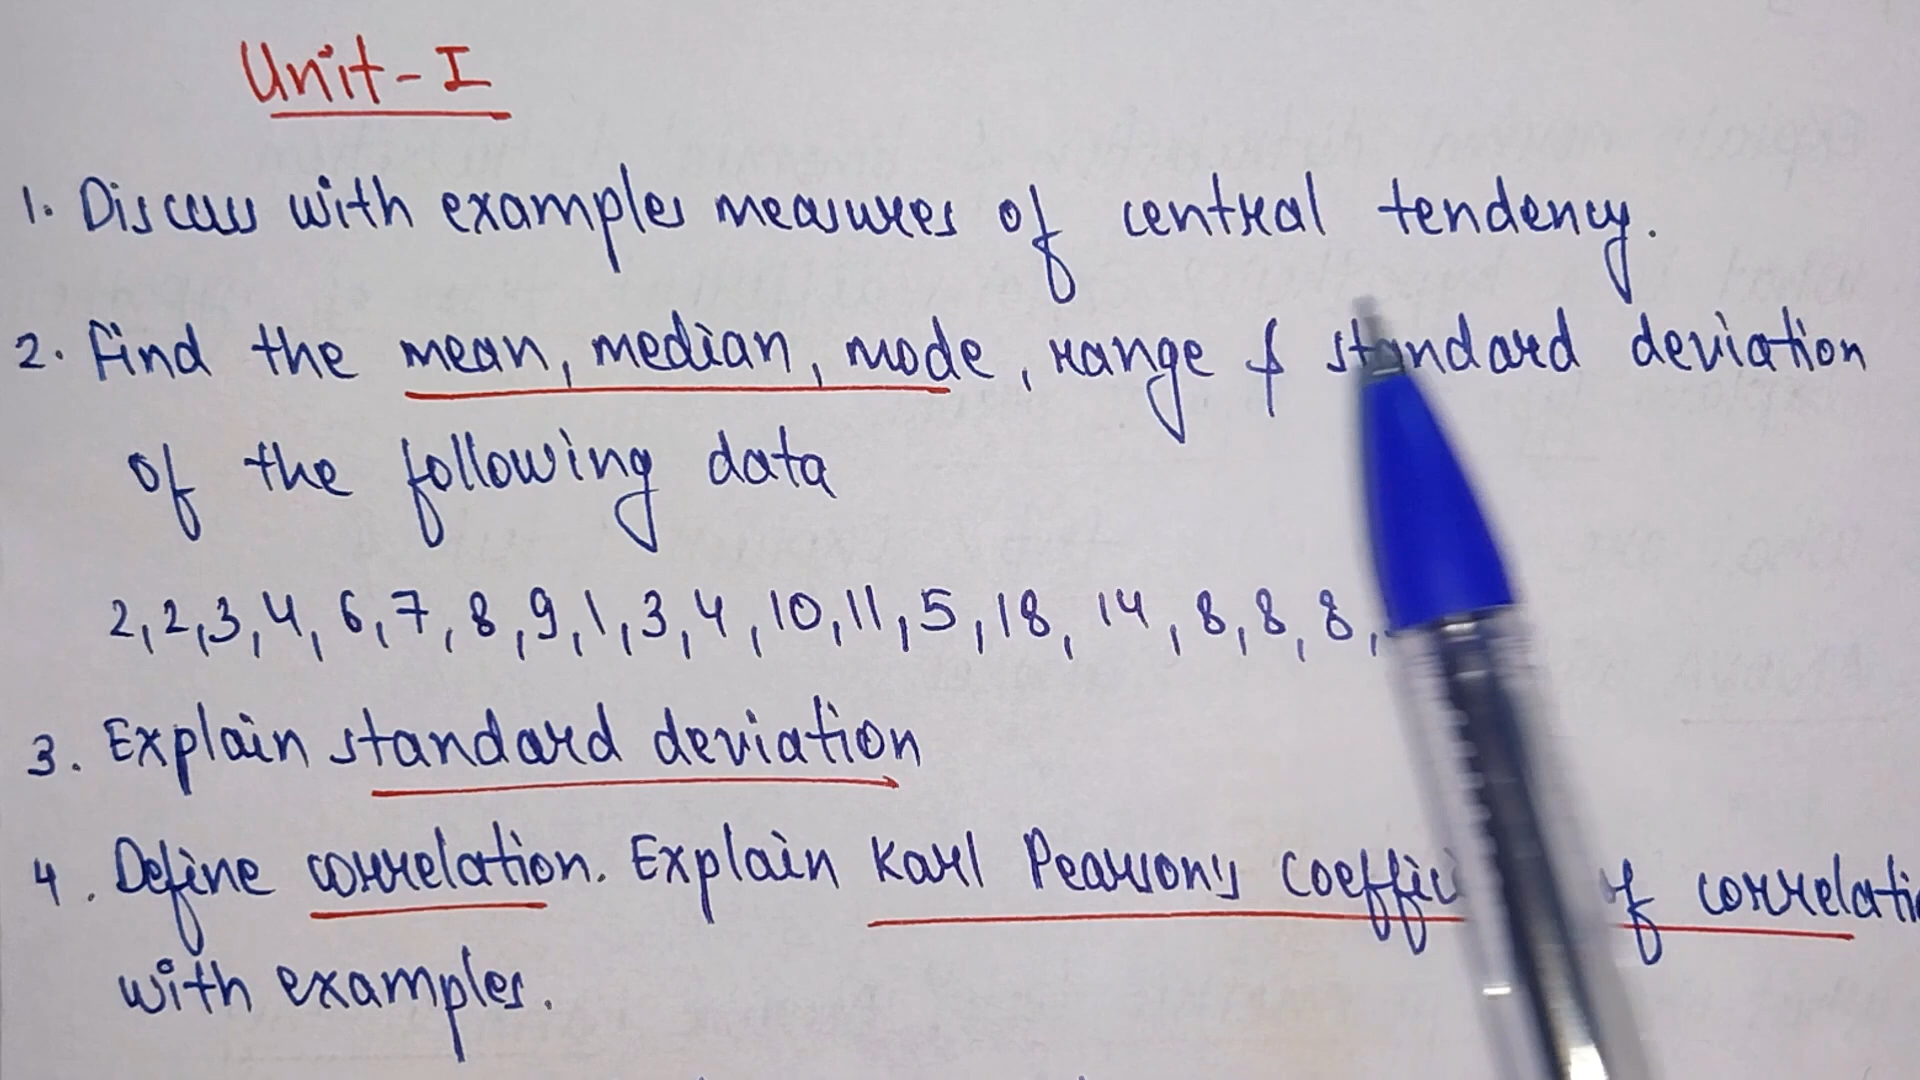 Unit-I
1. Discuss with examples measures of central tendency.
2. Find the mean, median, mode, range & standard deviation
of the following data
2,2,3,4,6,7,8,9,1,3,4,10,11,5,18,14,8,8,8,
3. Explain standard deviation
4. Define correlation. Explain Karl Pearsons of
with examples.